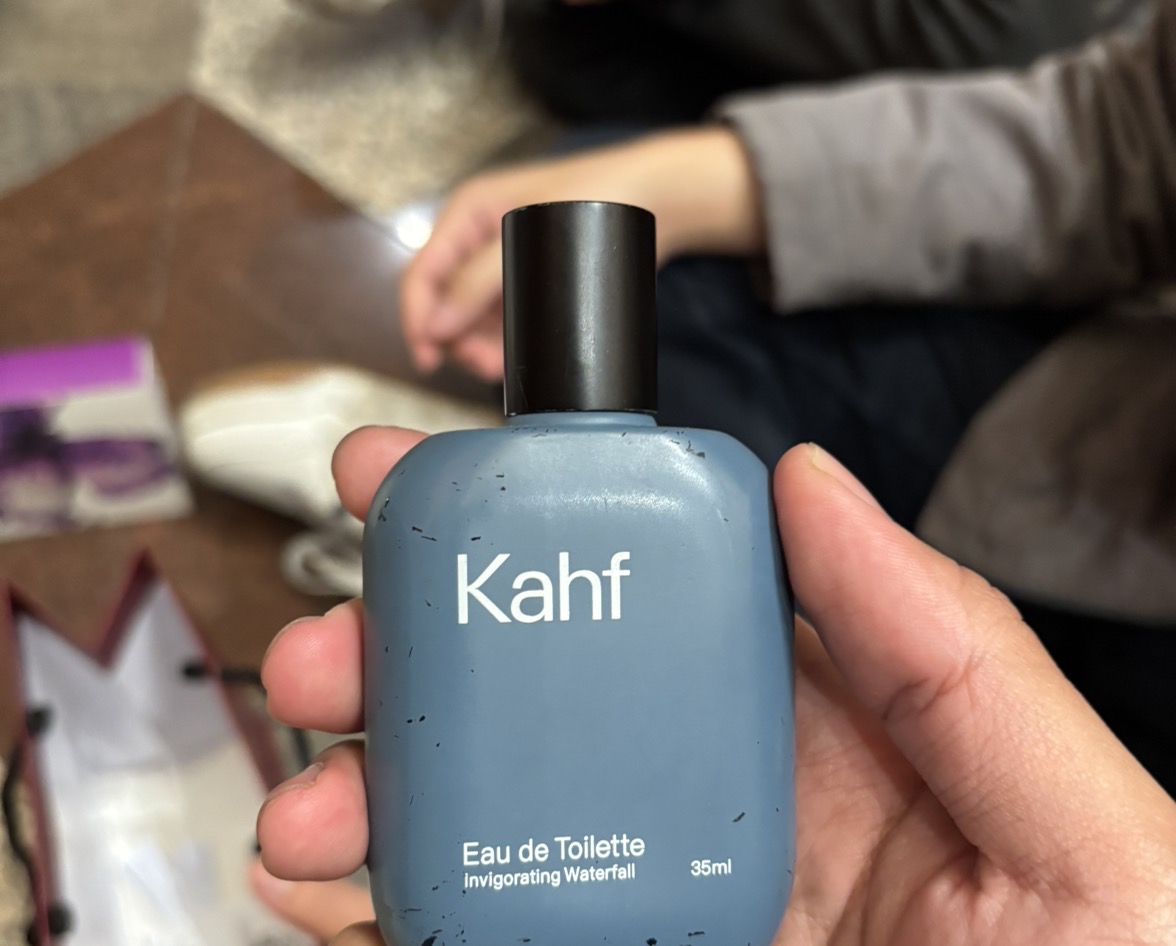 Kahf
Eau de Toilette
Invigorating Waterfall
35ml